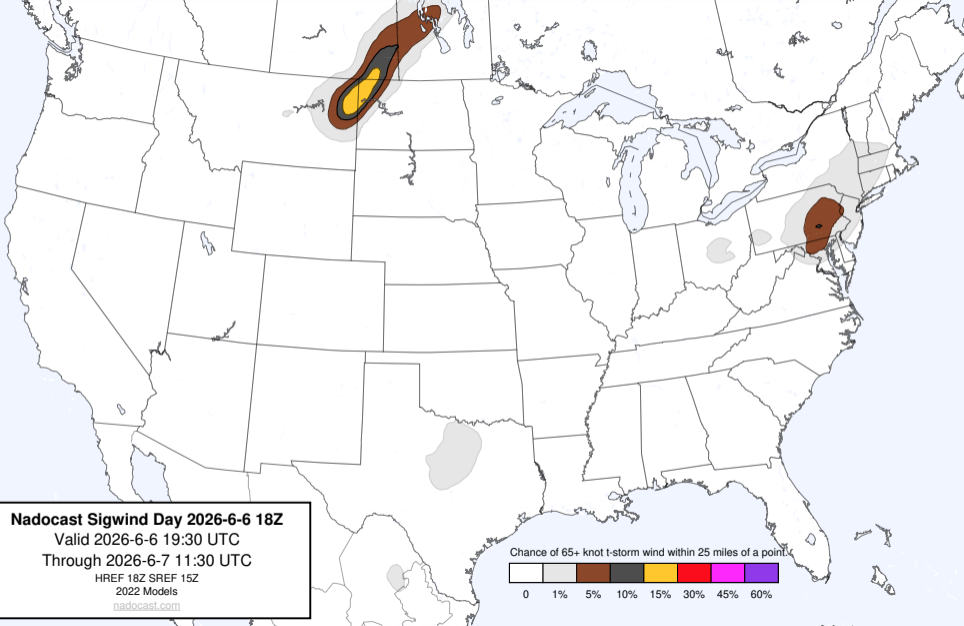 Nadocast Sigwind Day 2026-6-6 18Z
Valid 2026-6-6 19:30 UTC
Through 2026-6-7 11:30 UTC
HREF 18Z SREF 15Z
2022 Models
nadocast.com
Chance of 65+ knot t-storm wind within 25 miles of a point.
0 1% 5% 10% 15% 30% 45% 60%